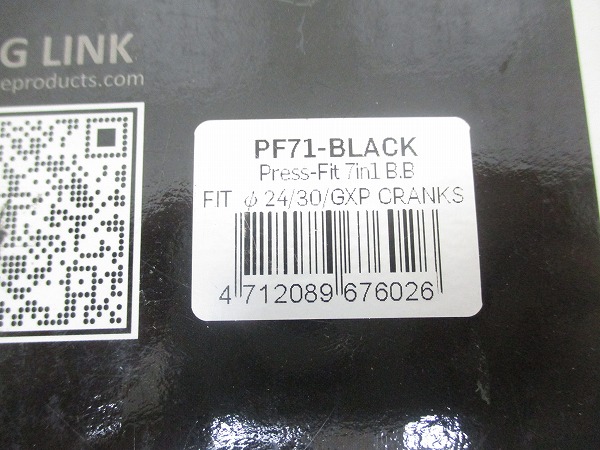 G LINK
eproducts.com
PF71-BLACK
Press-Fit 7in1 B.B
FIT φ 24/30/GXP CRANKS
4 712089 676026